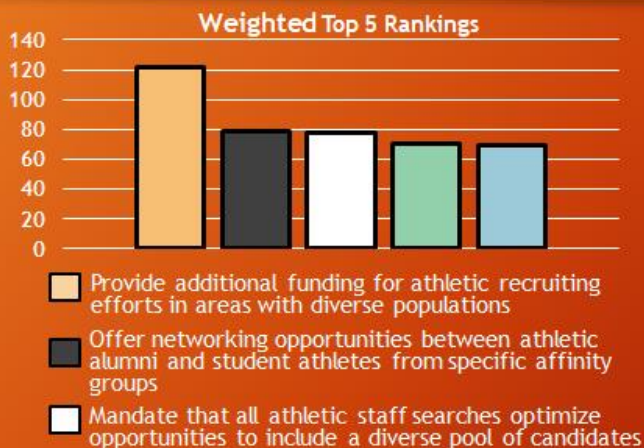 Weighted Top 5 Rankings
140
120
100
80
60
40
20
0
Provide additional funding for athletic recruiting
efforts in areas with diverse populations
Offer networking opportunities between athletic
alumni and student athletes from specific affinity
groups
Mandate that all athletic staff searches optimize
opportunities to include a diverse pool of candidates